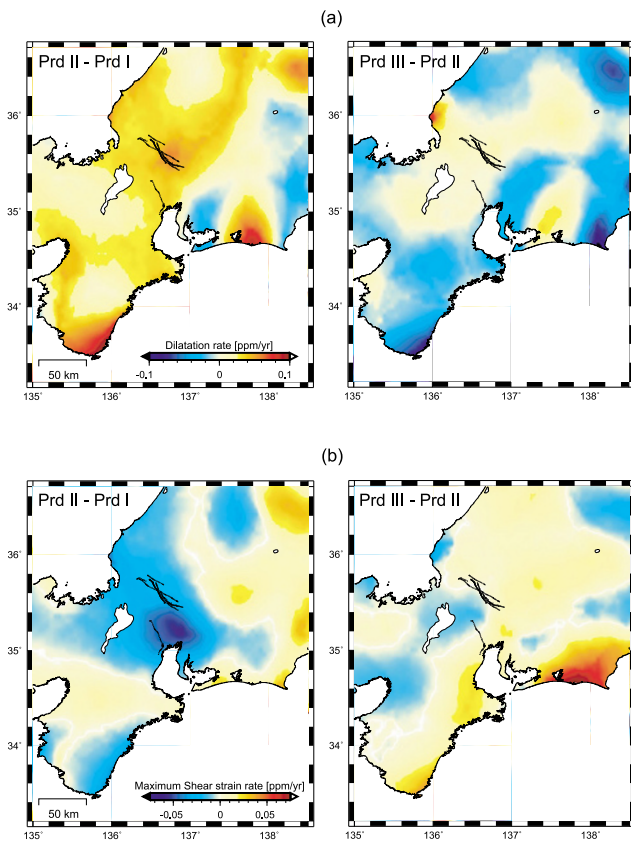 (a)
Prd II - Prd I
Prd III - Prd II
36°
35°
34°
Dilatation rate [ppm/yr]
-0.1 0 0.1
50 km
135° 136° 137° 138°
135° 136° 137° 138°
(b)
Prd II - Prd I
Prd III - Prd II
36°
35°
34°
Maximum Shear strain rate [ppm/yr]
-0.05 0 0.05
50 km
135° 136° 137° 138°
135° 136° 137° 138°